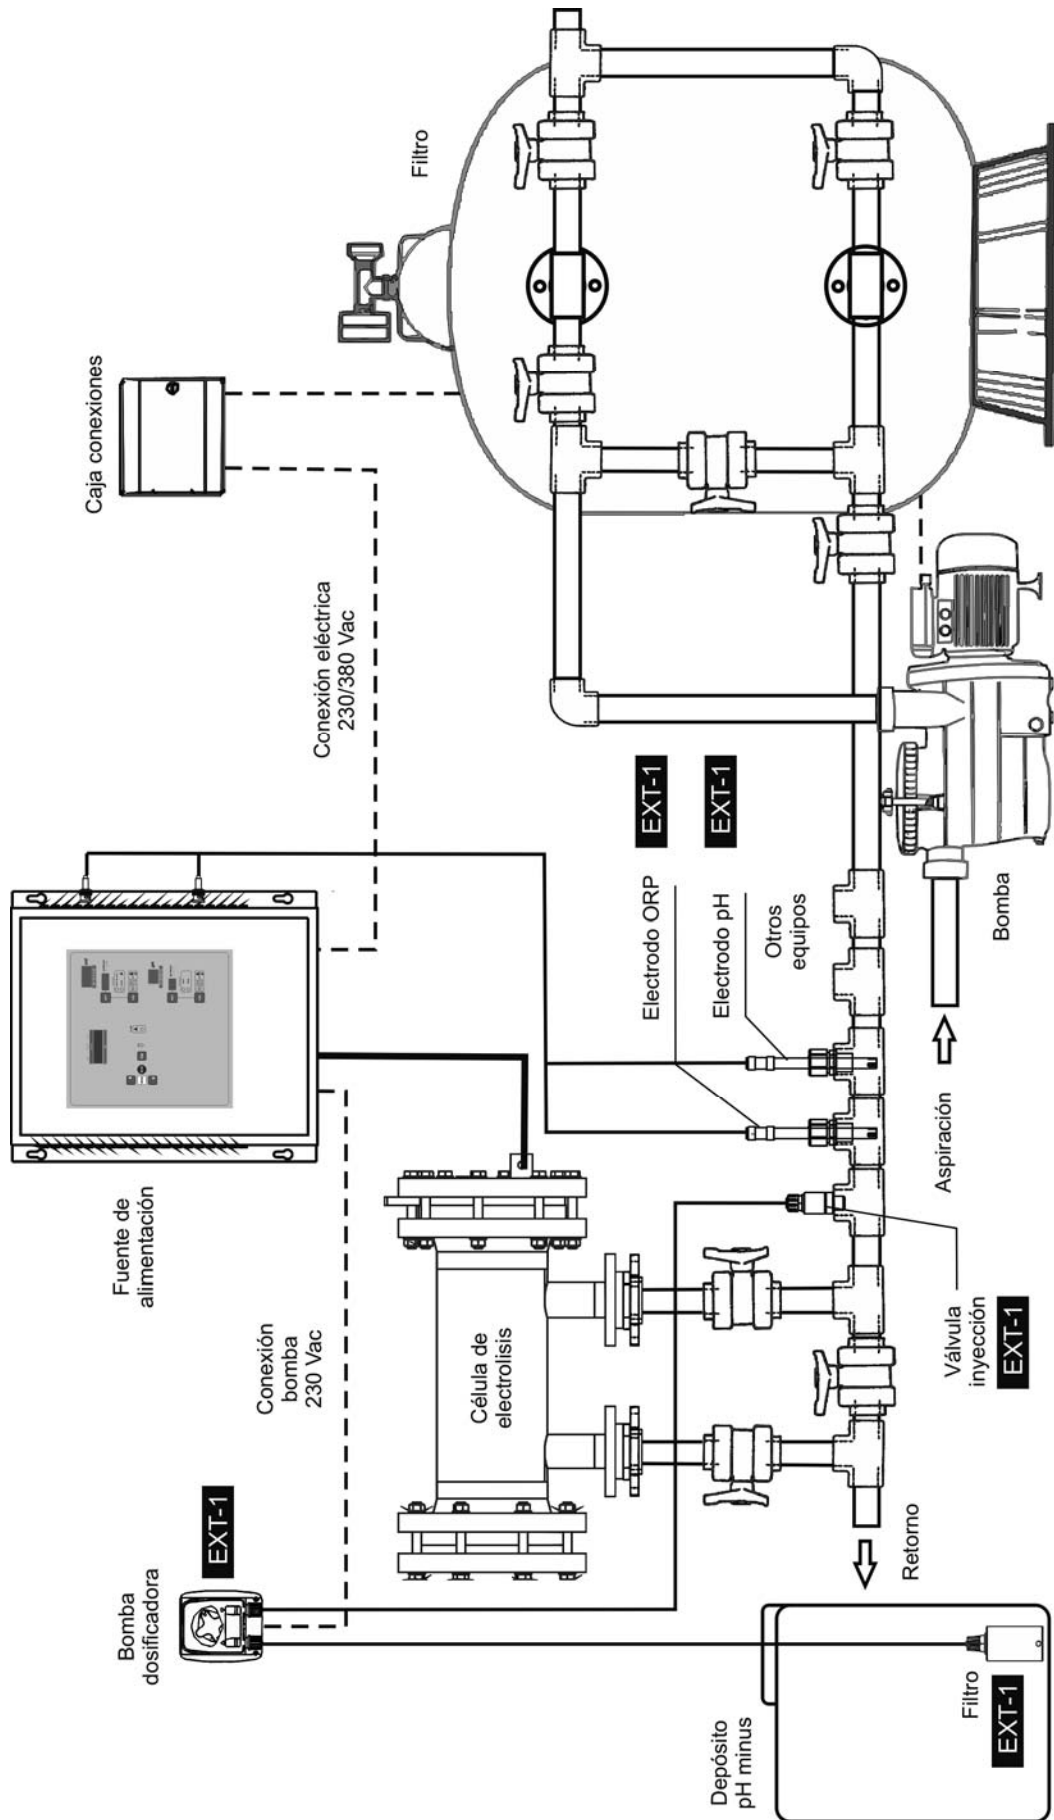 Bomba
dosificadora
EXT-1
Conexión
bomba
230 Vac
Fuente de
alimentación
Conexión eléctrica
230/380 Vac
Caja conexiones
Filtro
Célula de
electrolisis
Electrodo ORP
EXT-1
Electrodo pH
EXT-1
Otros
equipos
Depósito
pH minus
Filtro
EXT-1
Retorno
Válvula
inyección
EXT-1
Aspiración
Bomba